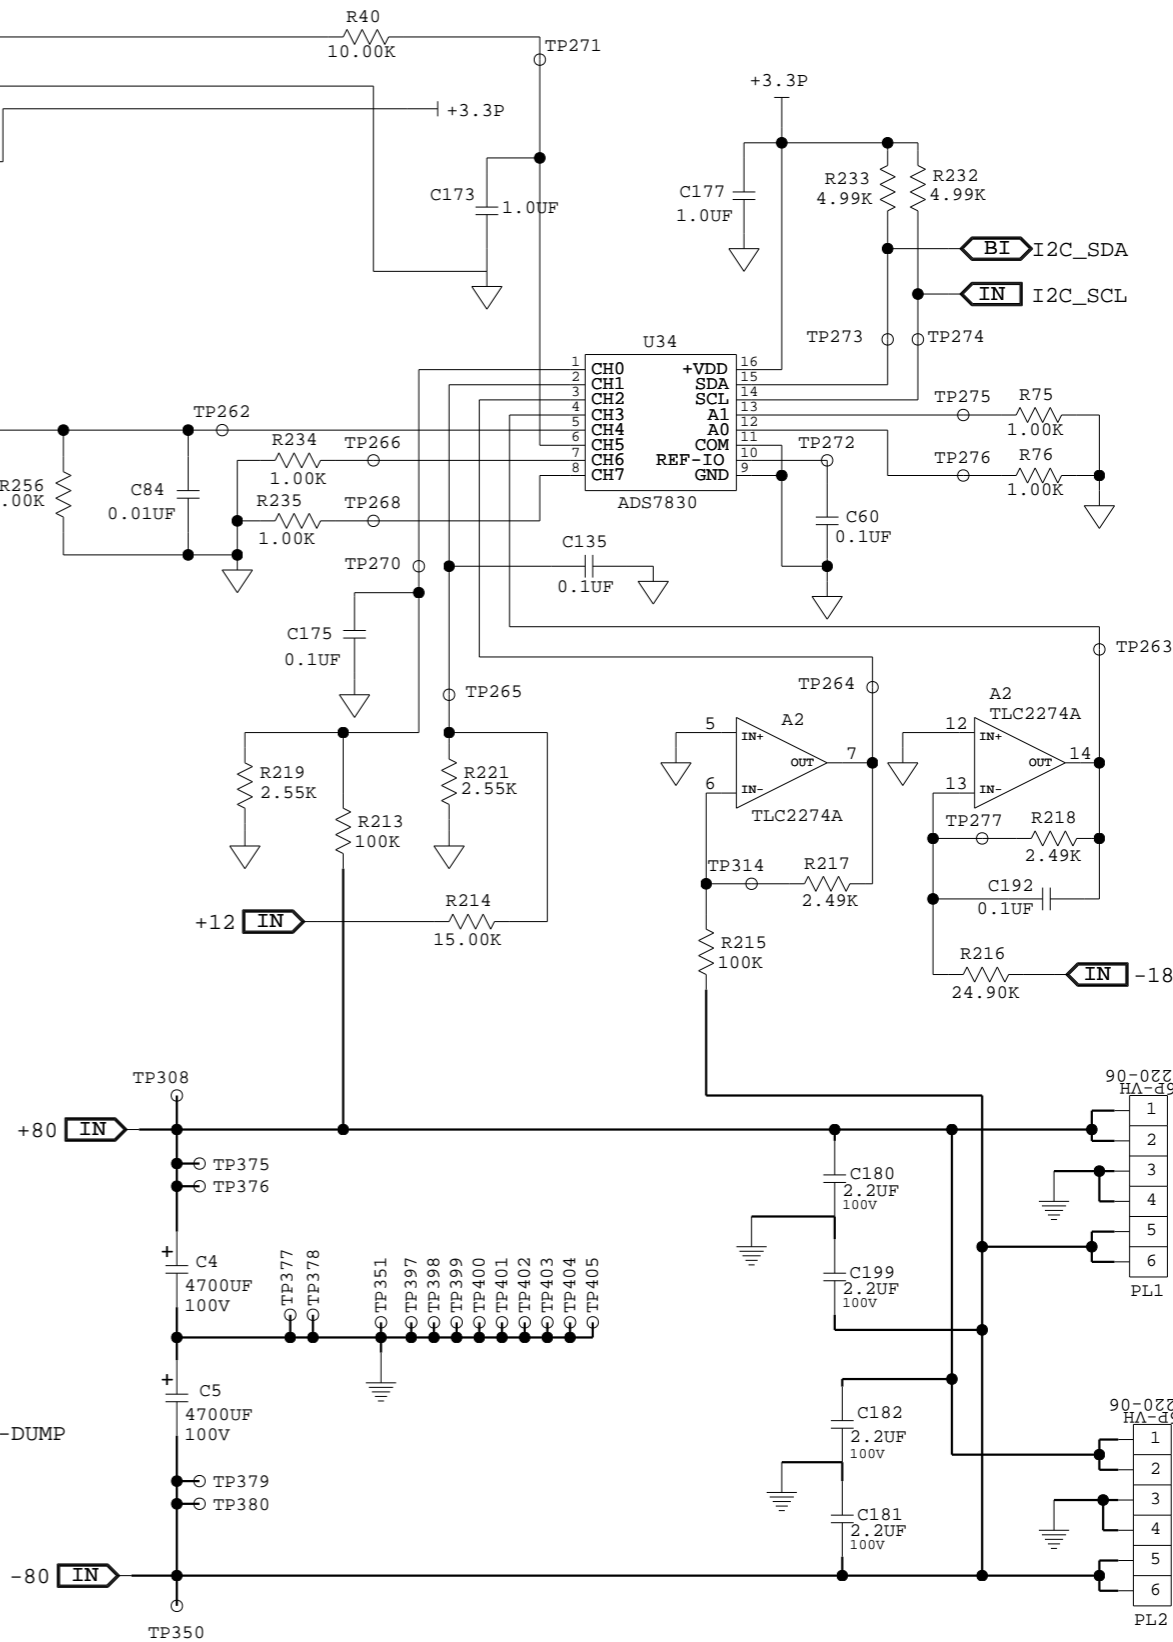 R40
10.00K
TP271
+3.3P
+3.3P
C173
1.0UF
C177
1.0UF
R233
4.99K
R232
4.99K
BI I2C_SDA
IN I2C_SCL
TP273
TP274
U34
1 CH0 +VDD 16
2 CH1 SDA 15
3 CH2 SCL 14
4 CH3 A1 13
5 CH4 A0 12
6 CH5 COM 11
7 CH6 REF-IO 10
8 CH7 GND 9
ADS7830
TP275
R75
1.00K
TP276
R76
1.00K
TP272
C60
0.1UF
TP262
R256
.00K
C84
0.01UF
R234
1.00K
TP266
R235
1.00K
TP268
TP270
C135
0.1UF
C175
0.1UF
TP265
TP263
TP264
5 IN+
A2
OUT 7
6 IN-
TLC2274A
A2
TLC2274A
12 IN+
OUT 14
13 IN-
R219
2.55K
R213
100K
R221
2.55K
TP277
R218
2.49K
TP314
R217
2.49K
C192
0.1UF
+12 IN
R214
15.00K
R215
100K
R216
24.90K
IN -18
TP308
+80 IN
TP375
TP376
C180
2.2UF
100V
+ C4
4700UF
100V
TP377
TP378
TP351
TP397
TP398
TP399
TP400
TP401
TP402
TP403
TP404
TP405
C199
2.2UF
100V
220-06
6P-VH
1
2
3
4
5
6
PL1
+ C5
4700UF
100V
-DUMP
C182
2.2UF
100V
TP379
TP380
C181
2.2UF
100V
220-06
6P-VH
1
2
3
4
5
6
PL2
-80 IN
TP350